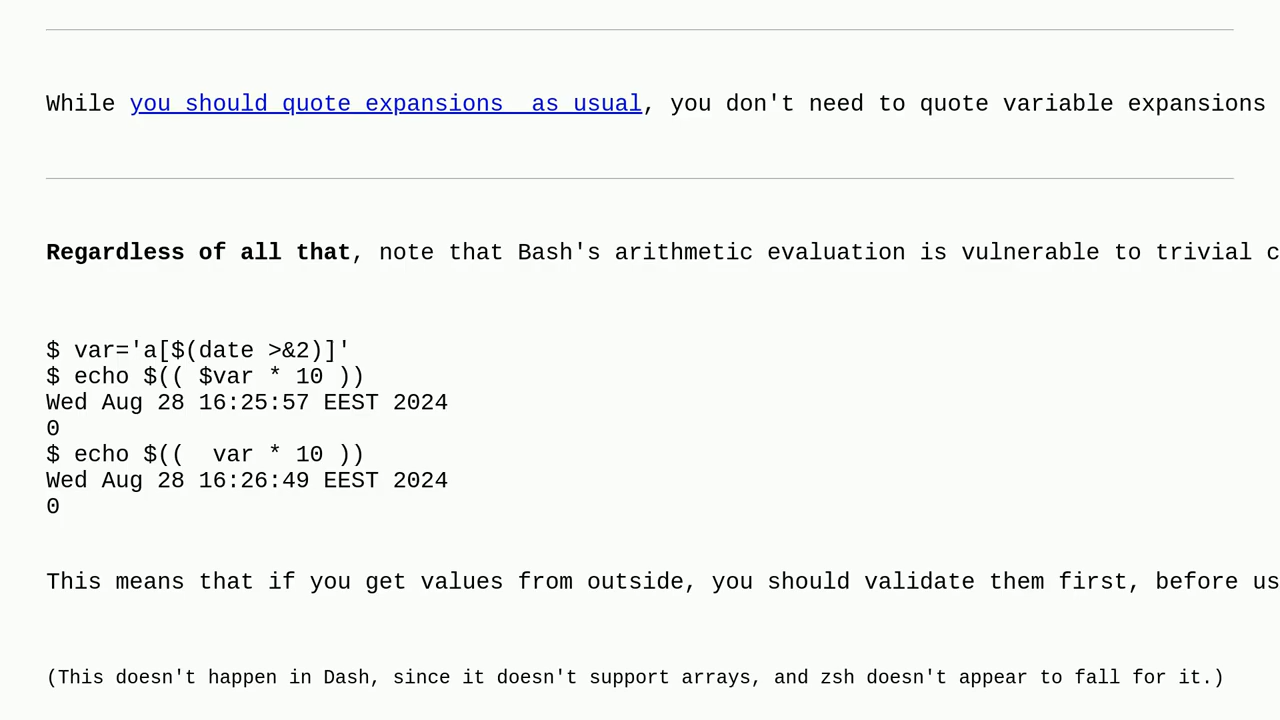 While you should quote expansions  as usual, you don't need to quote variable expansions
Regardless of all that, note that Bash's arithmetic evaluation is vulnerable to trivial c
$ var='a[$(date >&2)]'
$ echo $(( $var * 10 ))
Wed Aug 28 16:25:57 EEST 2024
0
$ echo $((  var * 10 ))
Wed Aug 28 16:26:49 EEST 2024
0
This means that if you get values from outside, you should validate them first, before us
(This doesn't happen in Dash, since it doesn't support arrays, and zsh doesn't appear to fall for it.)